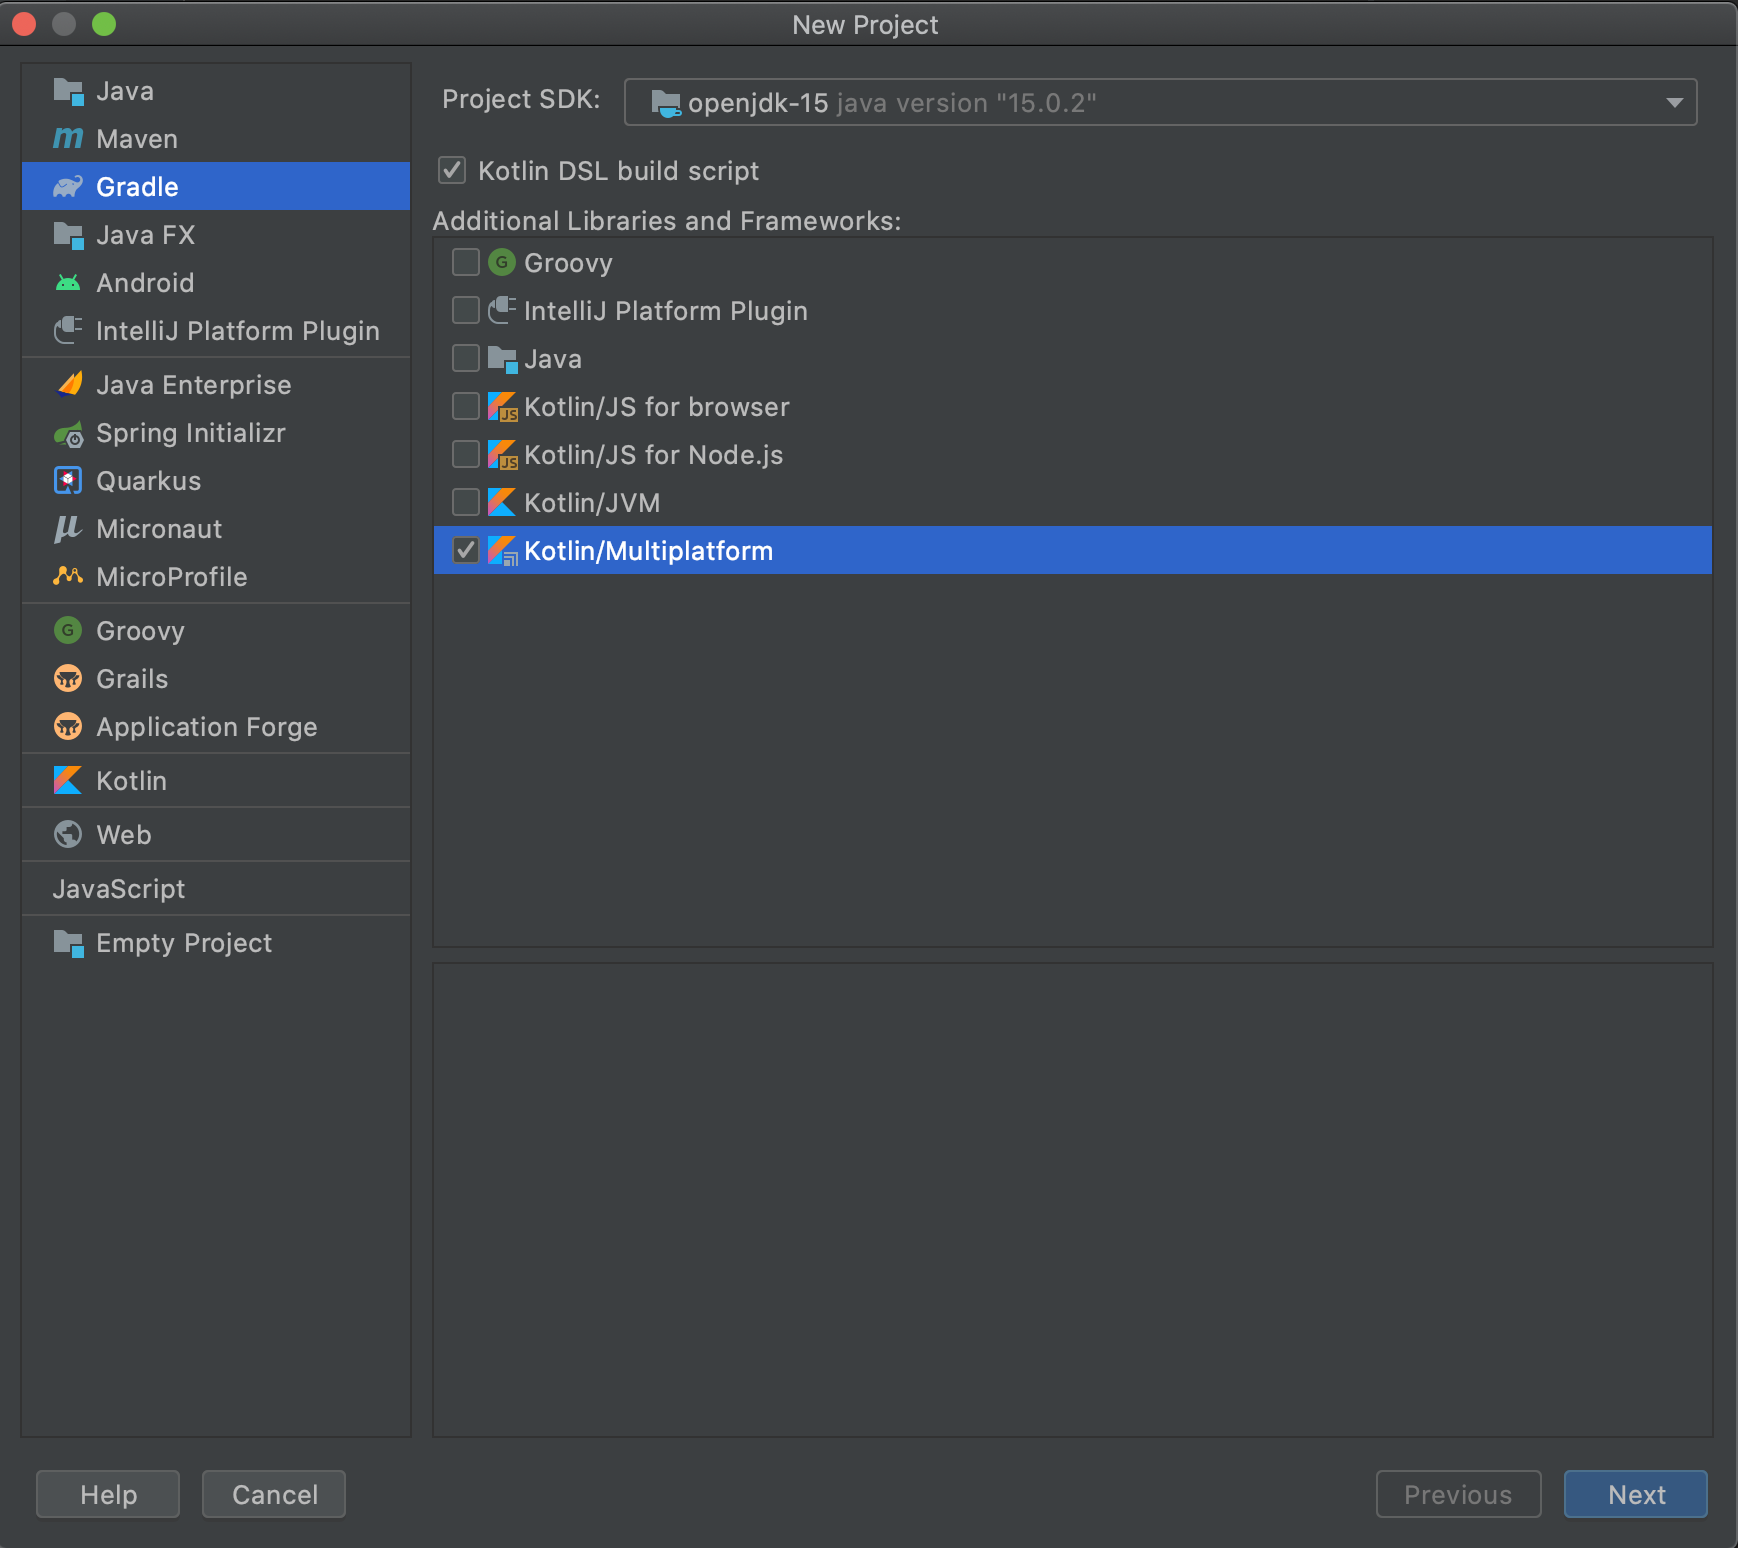 New Project
Java
Maven
Gradle
Java FX
Android
IntelliJ Platform Plugin
Java Enterprise
Spring Initializr
Quarkus
Micronaut
MicroProfile
Groovy
Grails
Application Forge
Kotlin
Web
JavaScript
Empty Project
Project SDK: openjdk-15 java version "15.0.2"
Kotlin DSL build script
Additional Libraries and Frameworks:
Groovy
IntelliJ Platform Plugin
Java
Kotlin/JS for browser
Kotlin/JS for Node.js
Kotlin/JVM
Kotlin/Multiplatform
Help
Cancel
Previous
Next